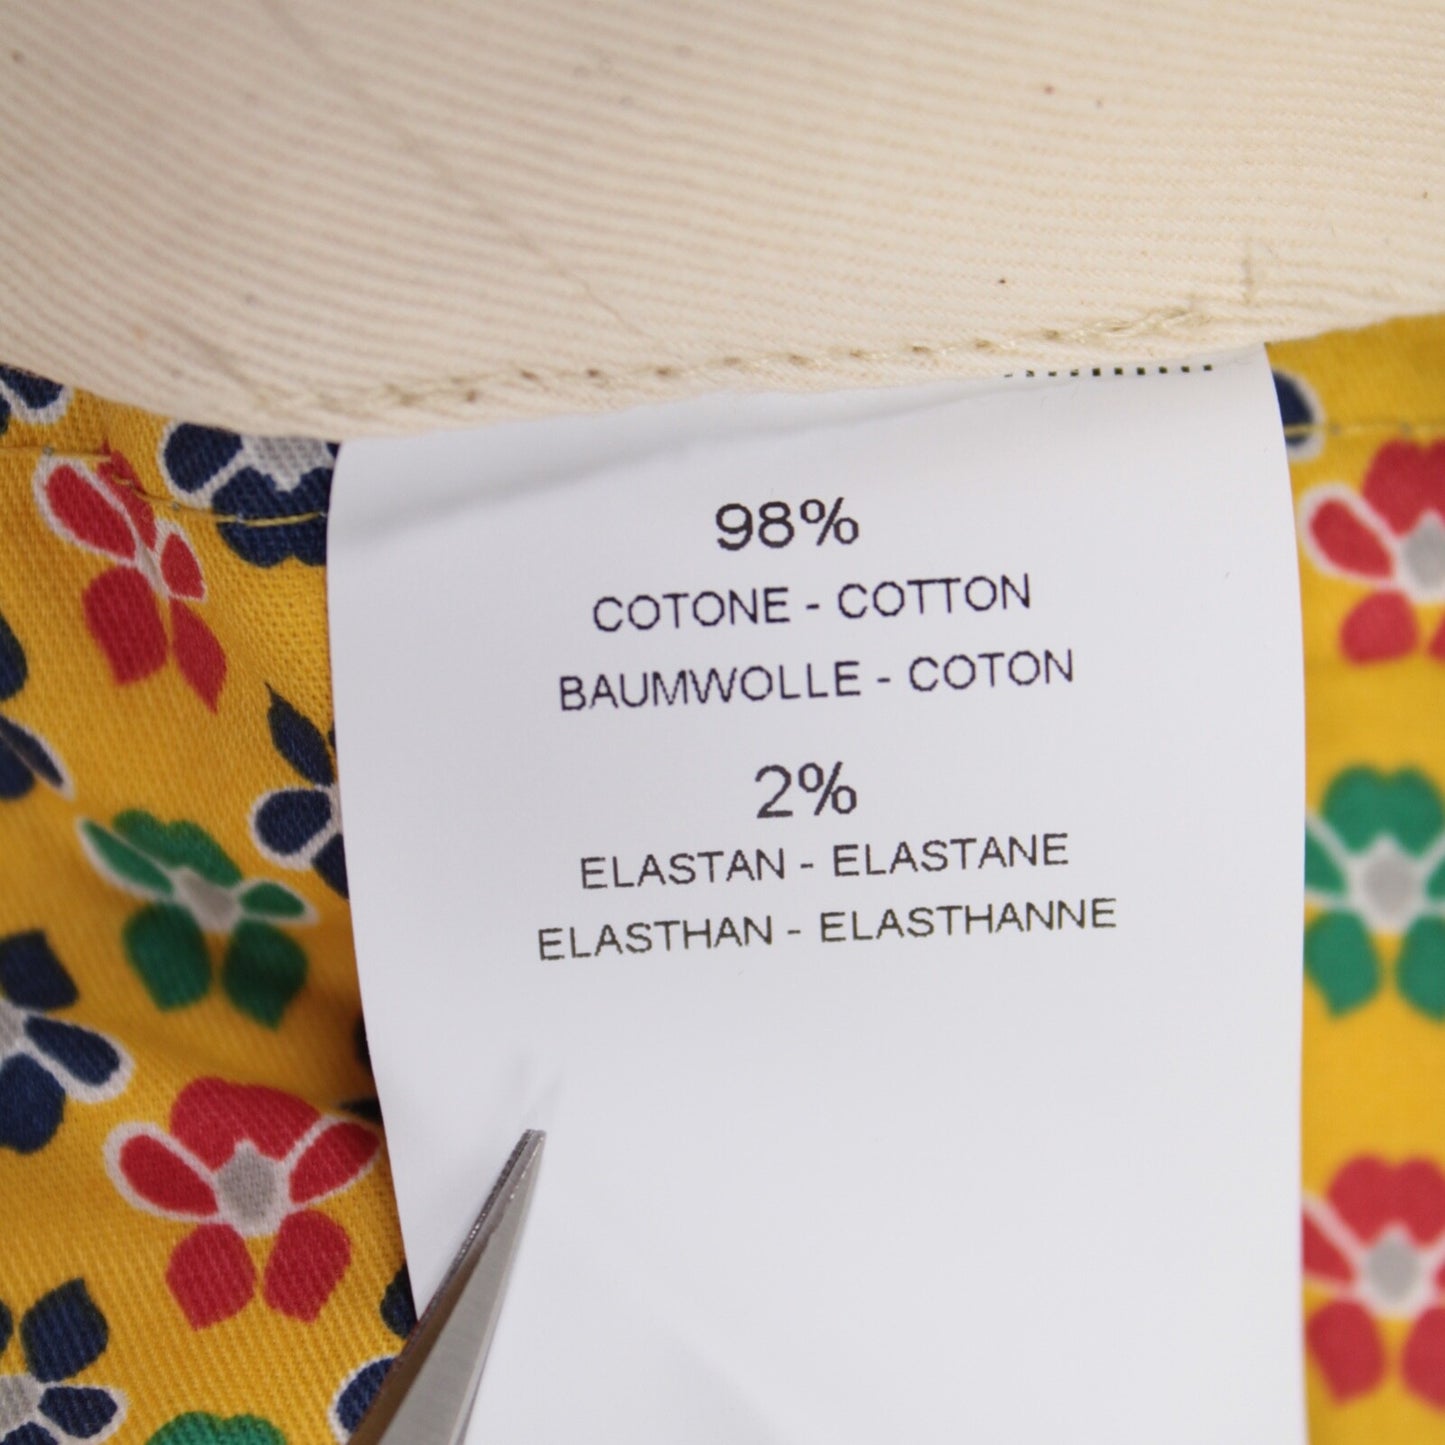 98%
COTONE - COTTON
BAUMWOLLE - COTON
2%
ELASTAN - ELASTANE
ELASTHAN - ELASTHANNE